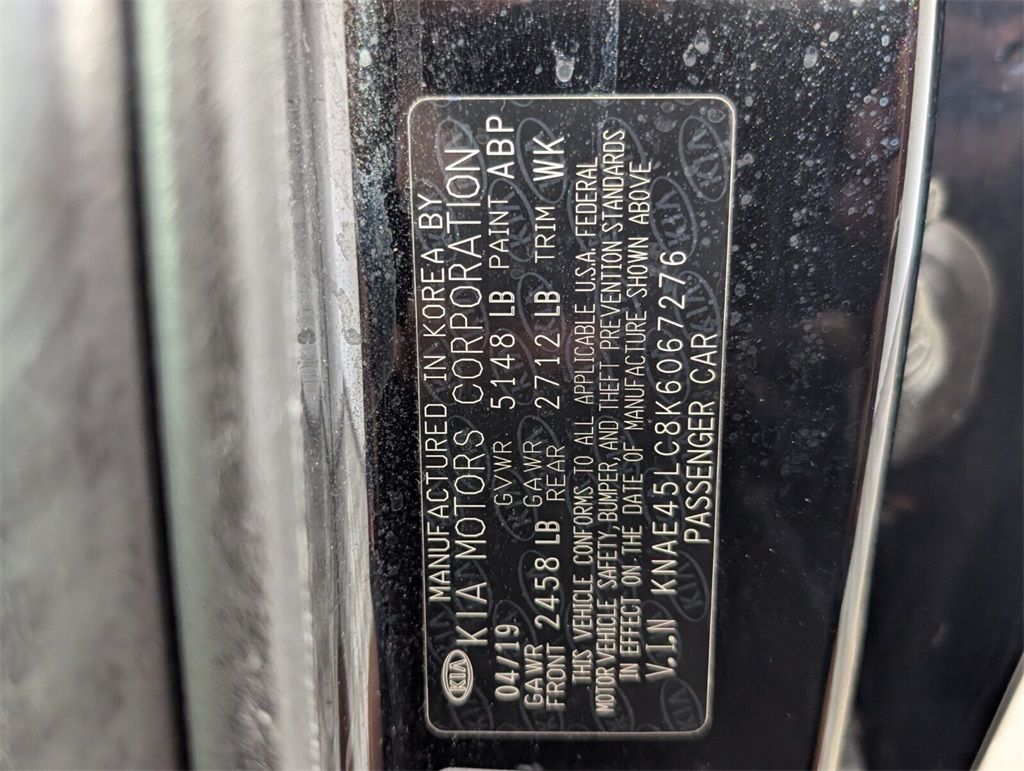 MANUFACTURED IN KOREA BY
KIA KIA MOTORS CORPORATION
04/19 GVWR 5148 LB PAINT ABP
GAWR FRONT 2458 LB GAWR REAR 2712 LB TRIM WK
THIS VEHICLE CONFORMS TO ALL APPLICABLE U.S.A. FEDERAL
MOTOR VEHICLE SAFETY, BUMPER, AND THEFT PREVENTION STANDARDS
IN EFFECT ON THE DATE OF MANUFACTURE SHOWN ABOVE
V.I.N KNAE45LC8K6067276
PASSENGER CAR